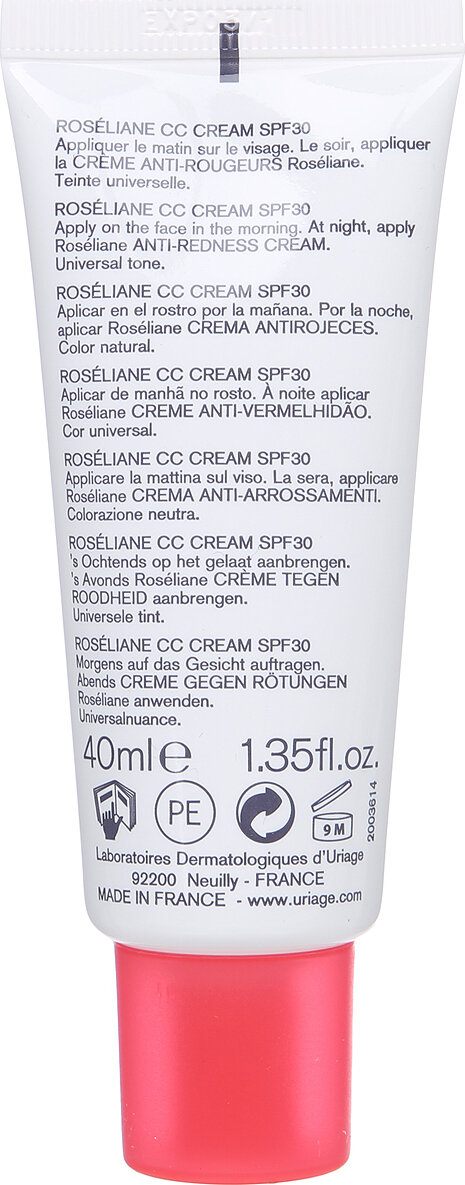 ROSÉLIANE CC CREAM SPF30
Appliquer le matin sur le visage. Le soir, appliquer
la CRÈME ANTI-ROUGEURS Roséliane.
Teinte universelle.
ROSÉLIANE CC CREAM SPF30
Apply on the face in the morning. At night, apply
Roséliane ANTI-REDNESS CREAM.
Universal tone.
ROSÉLIANE CC CREAM SPF30
Aplicar en el rostro por la mañana. Por la noche,
aplicar Roséliane CREMA ANTIROJECES.
Color natural.
ROSÉLIANE CC CREAM SPF30
Aplicar de manhã no rosto. À noite aplicar
Roséliane CREME ANTI-VERMELHIDÃO.
Cor universal.
ROSÉLIANE CC CREAM SPF30
Applicare la mattina sul viso. La sera, applicare
Roséliane CREMA ANTI-ARROSSAMENTI.
Colorazione neutra.
ROSÉLIANE CC CREAM SPF30
's Ochtends op het gelaat aanbrengen.
's Avonds Roséliane CRÈME TEGEN
ROODHEID aanbrengen.
Universele tint.
ROSÉLIANE CC CREAM SPF30
Morgens auf das Gesicht auftragen.
Abends CREME GEGEN RÖTUNGEN
Roséliane anwenden.
Universalnuance.
40ml e 1.35fl.oz.
PE
9M
2003614
Laboratoires Dermatologiques d'Uriage
92200 Neuilly - FRANCE
MADE IN FRANCE - www.uriage.com